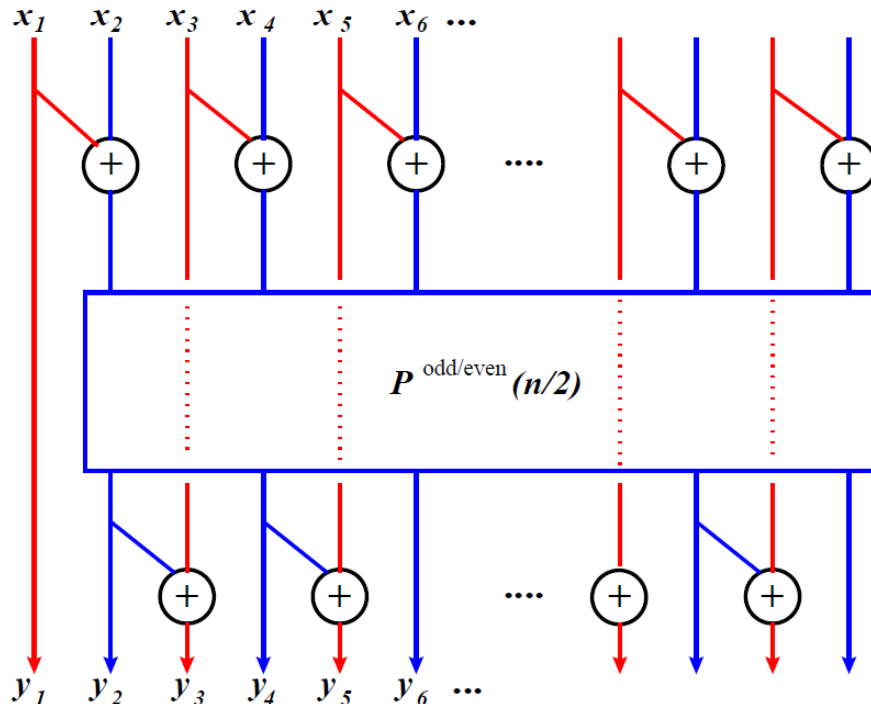 x1 x2 x3 x4 x5 x6 ...
+ + + .... + +
P odd/even (n/2)
+ + .... + +
y1 y2 y3 y4 y5 y6 ...